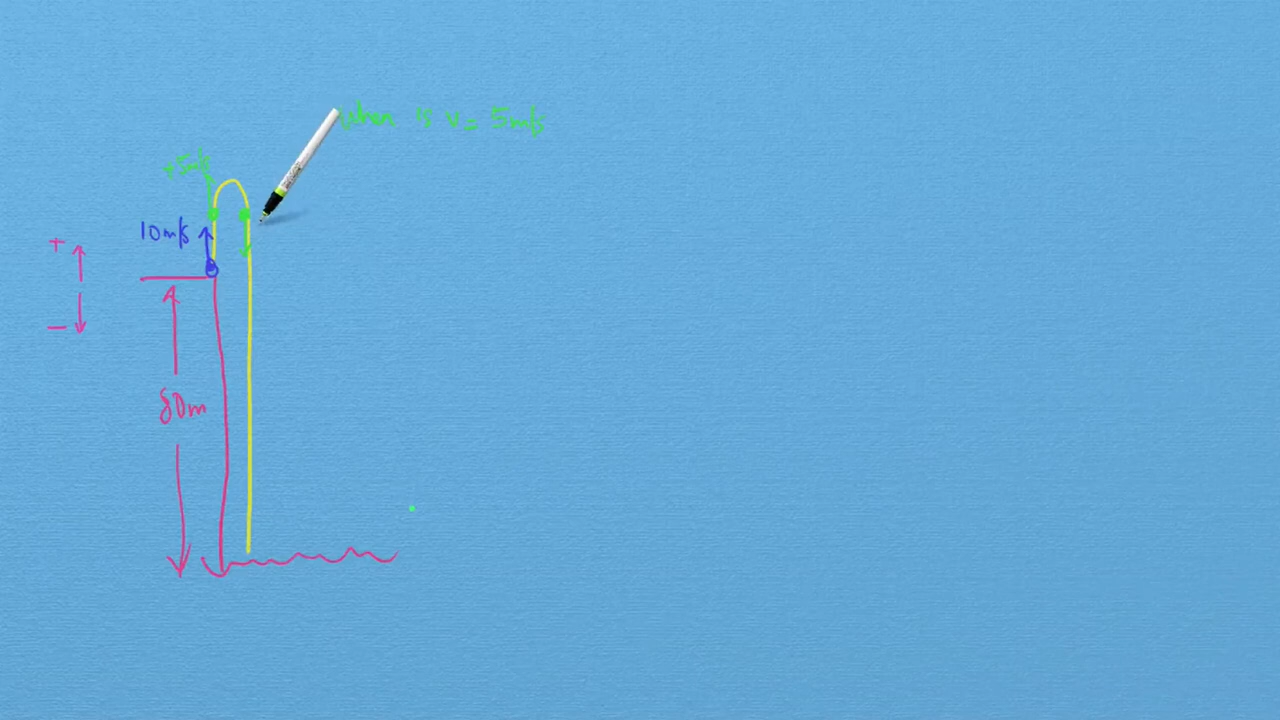 When is v = 5m/s
+5m/s
10m/s
+
−
80m